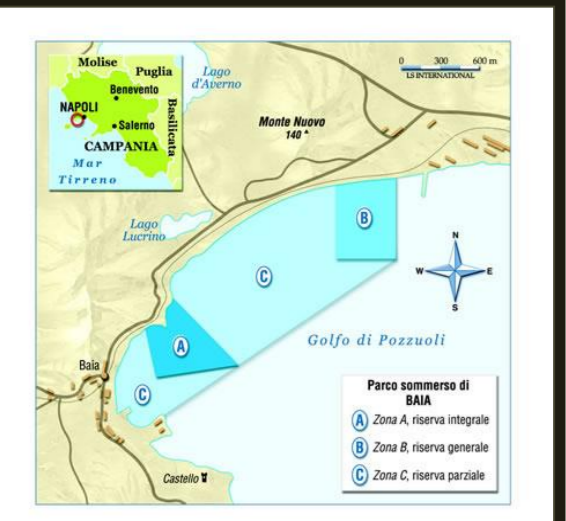 Molise
Puglia
Benevento
NAPOLI
Salerno
Basilicata
CAMPANIA
Mar
Tirreno
Lago
d'Averno
0 300 600 m
LS INTERNATIONAL
Monte Nuovo
140
Lago
Lucrino
B
C
N
W E
S
A
Golfo di Pozzuoli
Baia
C
Castello
Parco sommerso di
BAIA
A Zona A, riserva integrale
B Zona B, riserva generale
C Zona C, riserva parziale